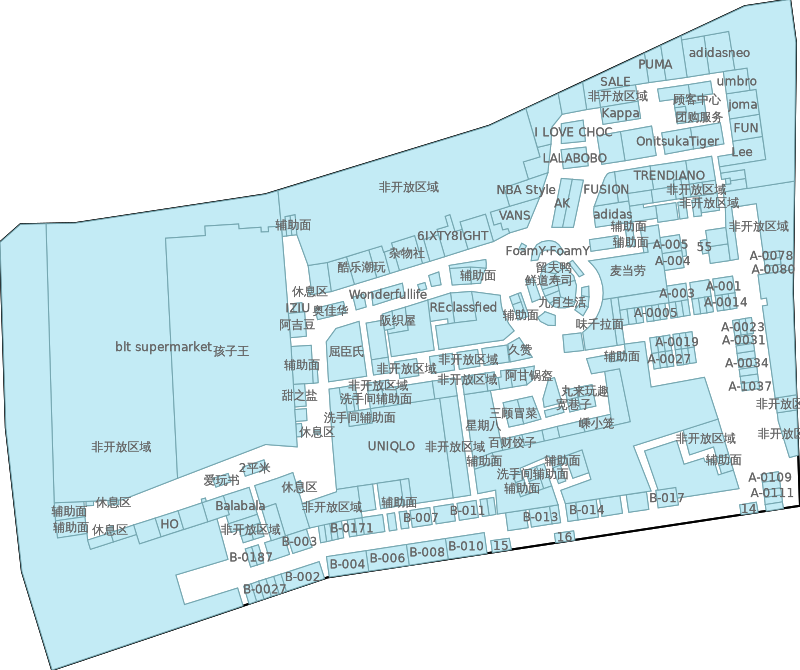 adidasneo
PUMA
SALE
umbro
非开放区域
顾客中心
joma
Kappa
团购服务
FUN
I LOVE CHOC
OnitsukaTiger
Lee
LALABOBO
TRENDIANO
非开放区域
NBA Style
FUSION
非开放区域
AK
非开放区域
VANS
adidas
辅助面
辅助面
非开放区域
6IXTY8IGHT
辅助面
A-005
55
杂物社
FoamY·FoamY
A-0078
酷乐潮玩
留夫鸭
麦当劳
A-004
A-0080
辅助面
鲜道寿司
休息区
Wonderfullife
A-003
A-001
IZIU
奥佳华
REclassfied
九月生活
A-0014
辅助面
A-0005
阿吉豆
阪织屋
味千拉面
A-0023
blt supermarket
孩子王
屈臣氏
久赞
A-0019
A-0031
辅助面
非开放区域
非开放区域
辅助面
A-0027
A-0034
非开放区域
非开放区域
阿甘锅盔
A-1037
甜之盐
洗手间辅助面
丸来玩趣
宽巷子
非开放区
洗手间辅助面
三顾冒菜
星期八
嵊小笼
休息区
非开放区
非开放区域
UNIQLO
非开放区域
百财饺子
非开放区域
辅助面
辅助面
辅助面
2平米
洗手间辅助面
爱玩书
A-0109
休息区
辅助面
A-0111
休息区
非开放区域
辅助面
B-017
Balabala
辅助面
B-011
B-014
14
辅助面
休息区
HO
非开放区域
B-0171
B-007
B-013
B-003
16
B-0187
B-010
15
B-008
B-006
B-004
B-002
B-0027